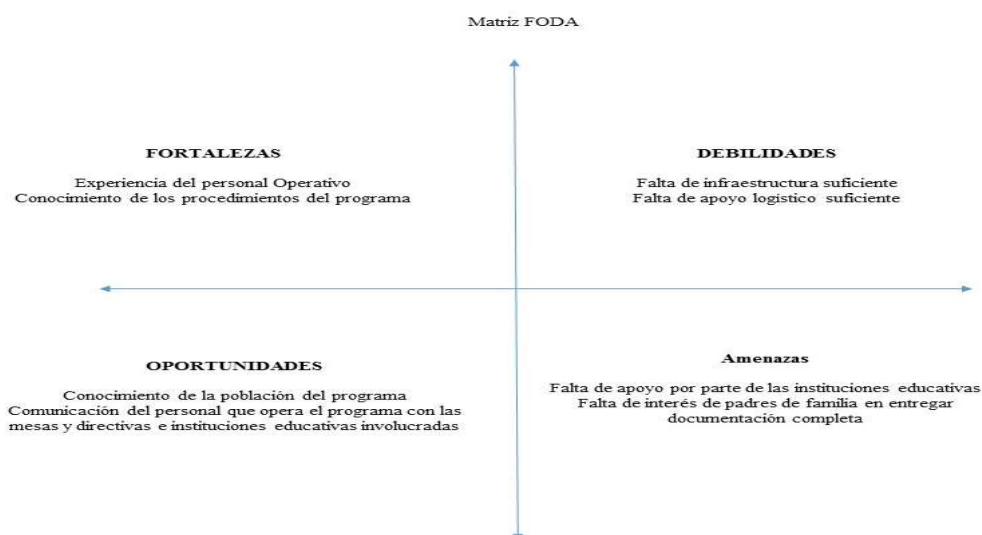 Matriz FODA
FORTALEZAS
Experiencia del personal Operativo
Conocimiento de los procedimientos del programa
DEBILIDADES
Falta de infraestructura suficiente
Falta de apoyo logístico suficiente
OPORTUNIDADES
Conocimiento de la población del programa
Comunicación del personal que opera el programa con las
mesas y directivas e instituciones educativas involucradas
Amenazas
Falta de apoyo por parte de las instituciones educativas
Falta de interés de padres de familia en entregar
documentación completa